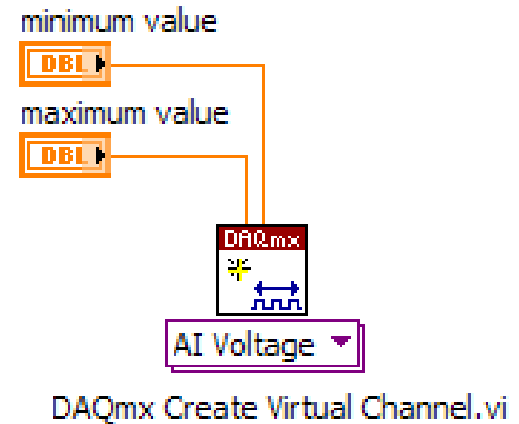 minimum value
DBL
maximum value
DBL
DAQmx
AI Voltage
DAQmx Create Virtual Channel.vi